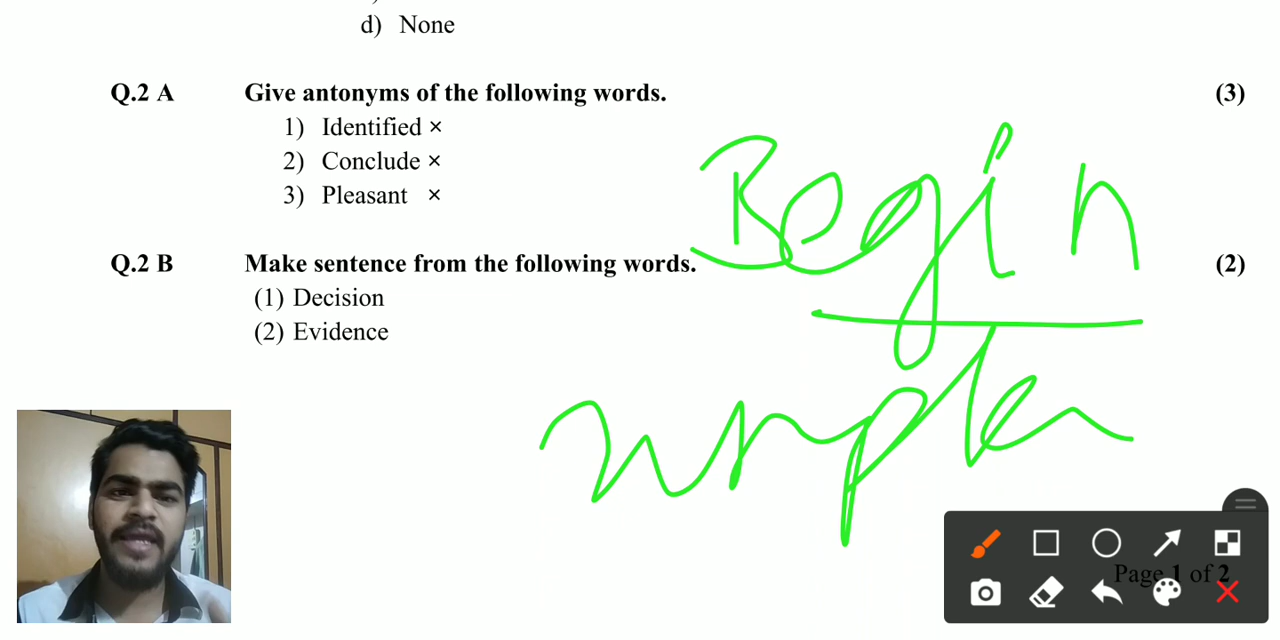 d) None
Q.2 A Give antonyms of the following words. (3)
1) Identified ×
2) Conclude ×
3) Pleasant ×
Begin
Q.2 B Make sentence from the following words. (2)
(1) Decision
(2) Evidence
Page 1 of 2